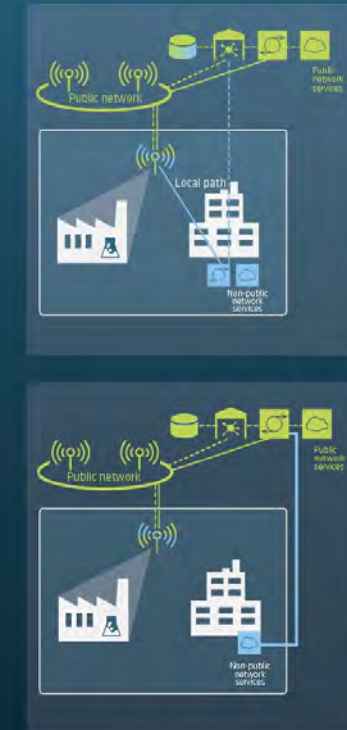 Public
network
services
Public network
Local path
Non-public
network
services
Public
network
services
Public network
Non-public
network
services